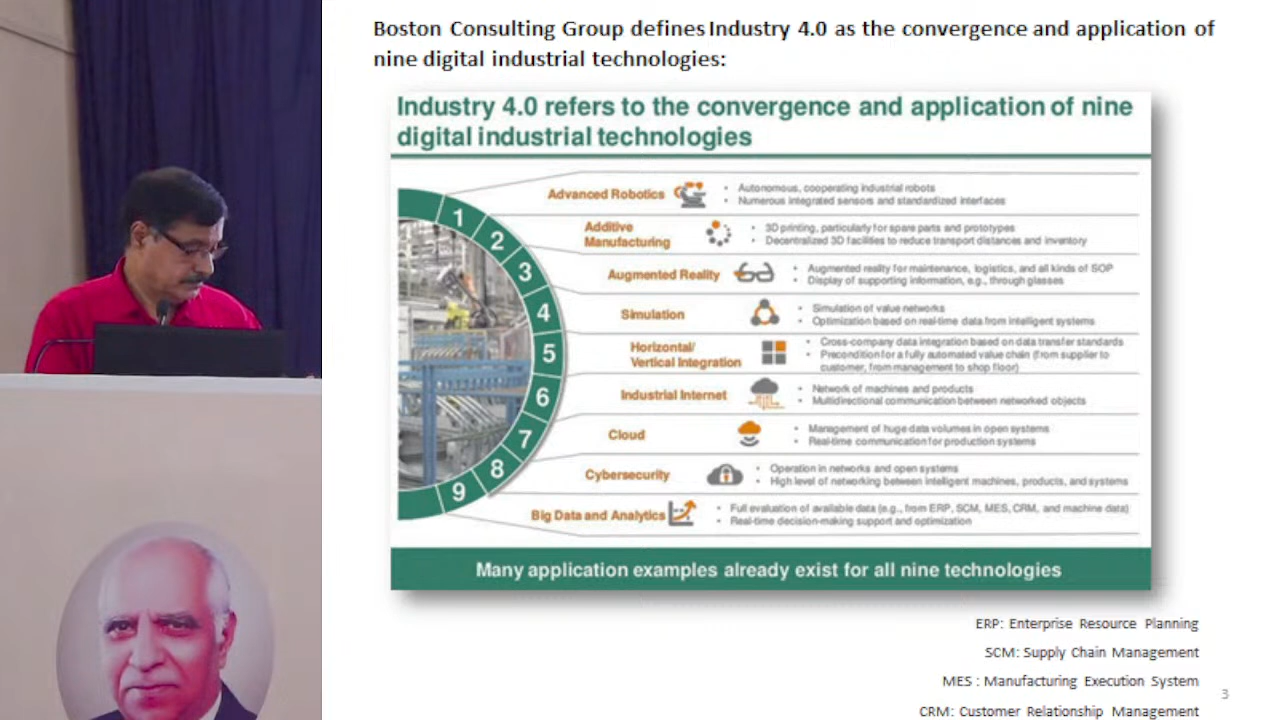 Boston Consulting Group defines Industry 4.0 as the convergence and application of
nine digital industrial technologies:
Industry 4.0 refers to the convergence and application of nine
digital industrial technologies
1
Advanced Robotics
• Autonomous, cooperating industrial robots
• Numerous integrated sensors and standardized interfaces
2
Additive
Manufacturing
• 3D printing, particularly for spare parts and prototypes
• Decentralized 3D facilities to reduce transport distances and inventory
3
Augmented Reality
• Augmented reality for maintenance, logistics, and all kinds of SOP
• Display of supporting information, e.g., through glasses
4
Simulation
• Simulation of value networks
• Optimization based on real-time data from intelligent systems
5
Horizontal/
Vertical Integration
• Cross-company data integration based on data transfer standards
• Precondition for a fully automated value chain (from supplier to
customer, from management to shop floor)
6
Industrial Internet
• Network of machines and products
• Multidirectional communication between networked objects
7
Cloud
• Management of huge data volumes in open systems
• Real-time communication for production systems
8
Cybersecurity
• Operation in networks and open systems
• High level of networking between intelligent machines, products, and systems
9
Big Data and Analytics
• Full evaluation of available data (e.g., from ERP, SCM, MES, CRM, and machine data)
• Real-time decision-making support and optimization
Many application examples already exist for all nine technologies
ERP: Enterprise Resource Planning
SCM: Supply Chain Management
MES : Manufacturing Execution System
CRM: Customer Relationship Management
3